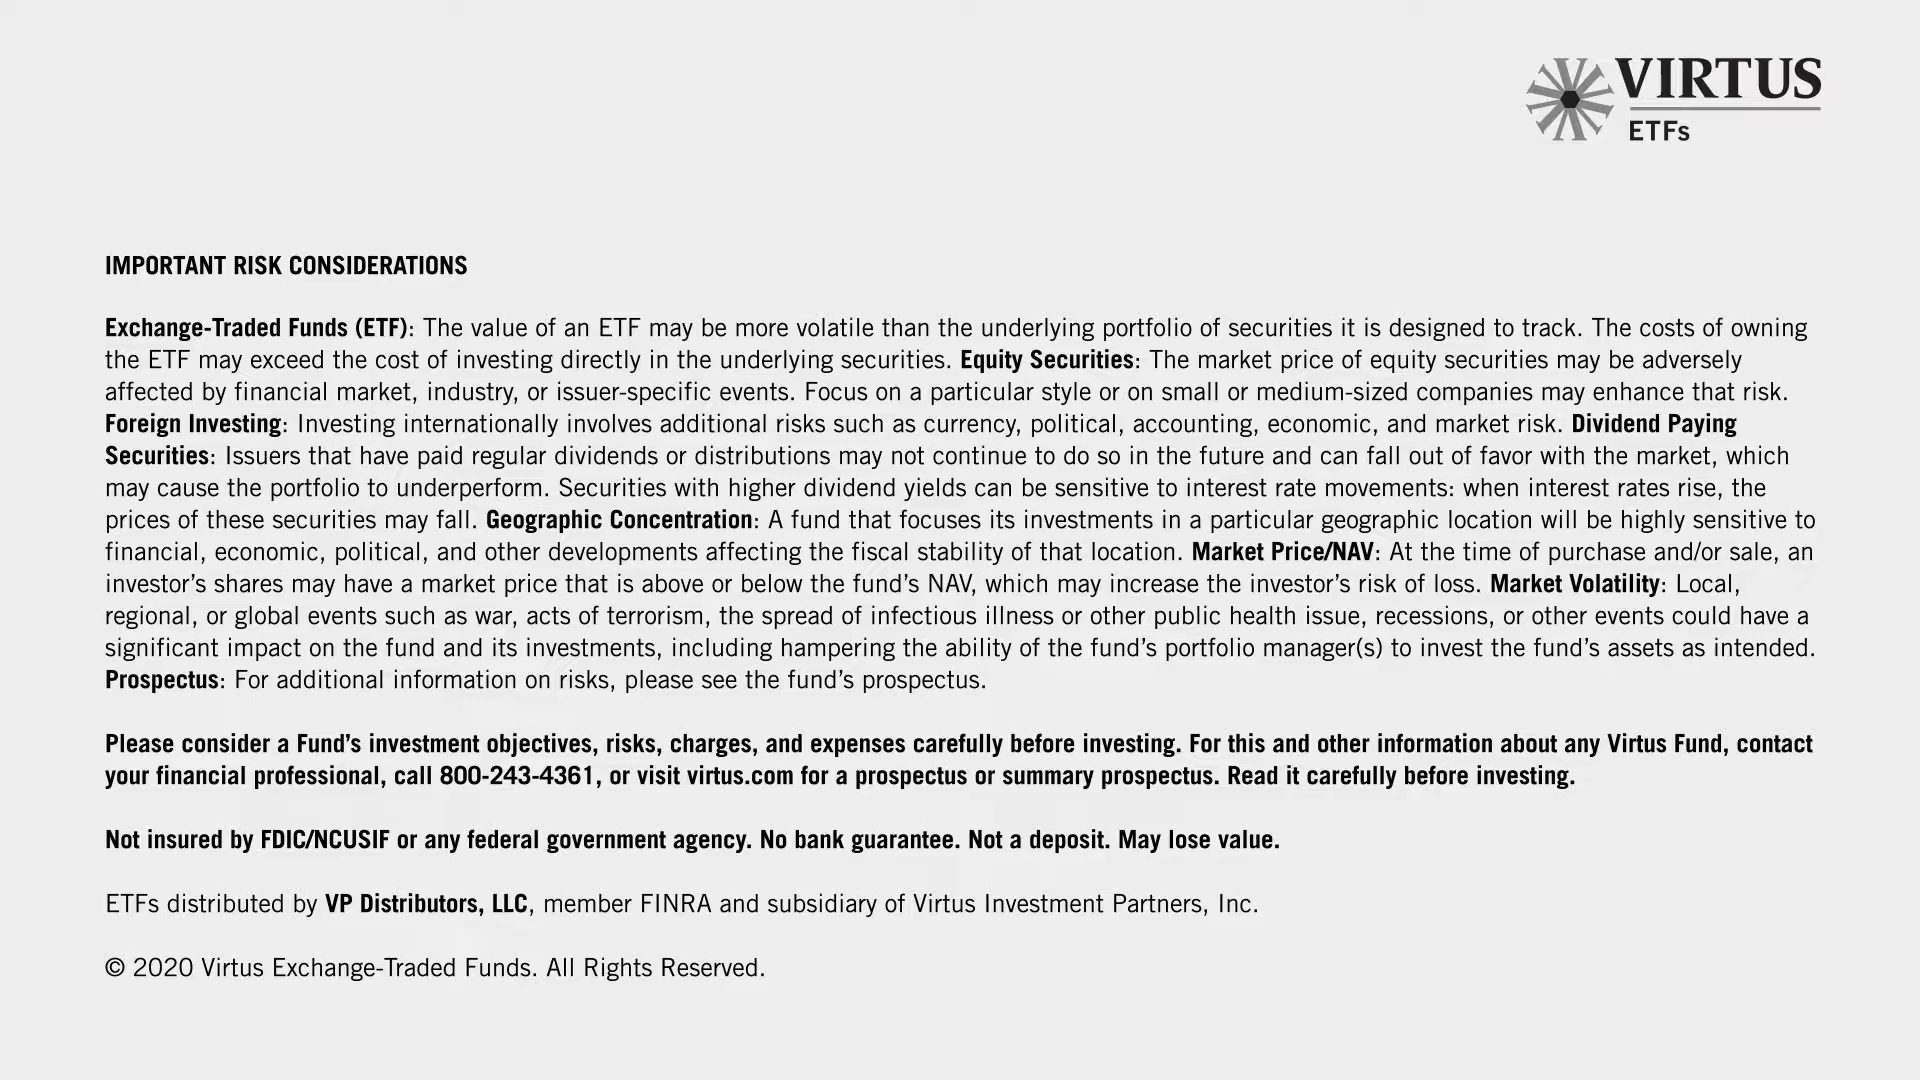 VIRTUS
ETFs
IMPORTANT RISK CONSIDERATIONS
Exchange-Traded Funds (ETF): The value of an ETF may be more volatile than the underlying portfolio of securities it is designed to track. The costs of owning
the ETF may exceed the cost of investing directly in the underlying securities. Equity Securities: The market price of equity securities may be adversely
affected by financial market, industry, or issuer-specific events. Focus on a particular style or on small or medium-sized companies may enhance that risk.
Foreign Investing: Investing internationally involves additional risks such as currency, political, accounting, economic, and market risk. Dividend Paying
Securities: Issuers that have paid regular dividends or distributions may not continue to do so in the future and can fall out of favor with the market, which
may cause the portfolio to underperform. Securities with higher dividend yields can be sensitive to interest rate movements: when interest rates rise, the
prices of these securities may fall. Geographic Concentration: A fund that focuses its investments in a particular geographic location will be highly sensitive to
financial, economic, political, and other developments affecting the fiscal stability of that location. Market Price/NAV: At the time of purchase and/or sale, an
investor’s shares may have a market price that is above or below the fund’s NAV, which may increase the investor’s risk of loss. Market Volatility: Local,
regional, or global events such as war, acts of terrorism, the spread of infectious illness or other public health issue, recessions, or other events could have a
significant impact on the fund and its investments, including hampering the ability of the fund’s portfolio manager(s) to invest the fund’s assets as intended.
Prospectus: For additional information on risks, please see the fund’s prospectus.
Please consider a Fund’s investment objectives, risks, charges, and expenses carefully before investing. For this and other information about any Virtus Fund, contact
your financial professional, call 800-243-4361, or visit virtus.com for a prospectus or summary prospectus. Read it carefully before investing.
Not insured by FDIC/NCUSIF or any federal government agency. No bank guarantee. Not a deposit. May lose value.
ETFs distributed by VP Distributors, LLC, member FINRA and subsidiary of Virtus Investment Partners, Inc.
© 2020 Virtus Exchange-Traded Funds. All Rights Reserved.